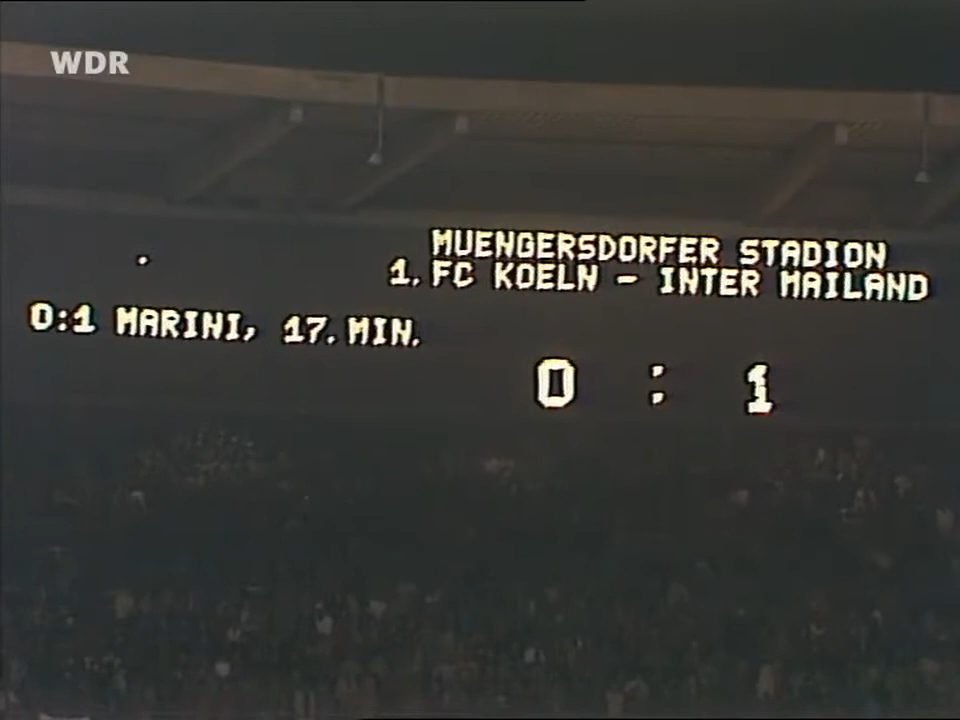 WDR
MUENGERSDORFER STADION
1. FC KOELN - INTER MAILAND
0:1 MARINI, 17. MIN.
0 : 1